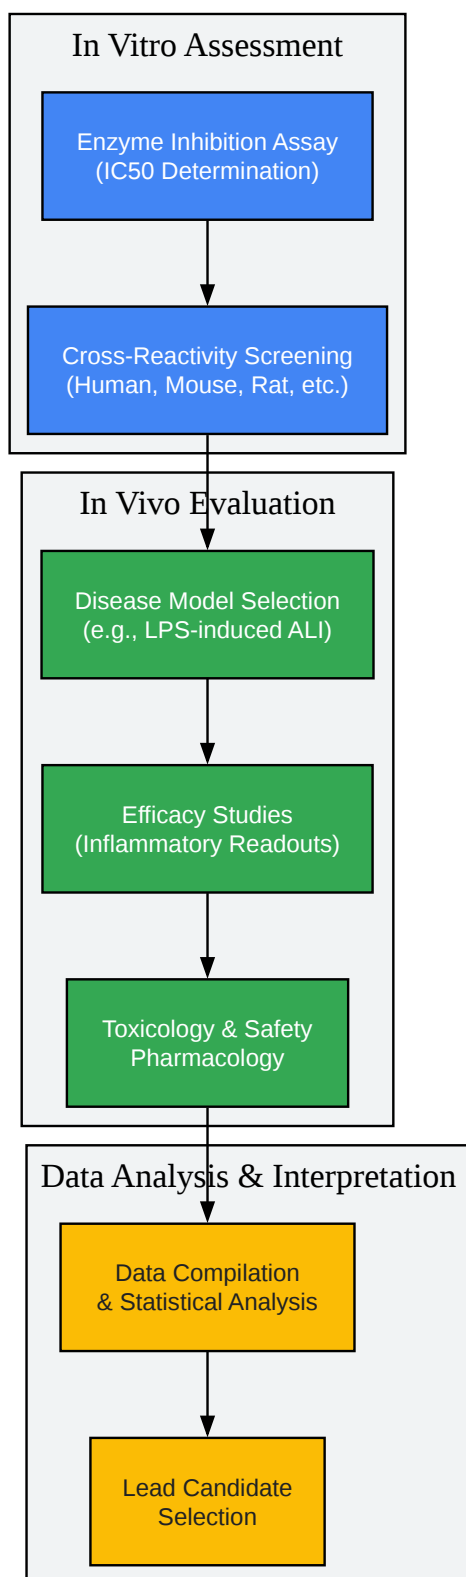 In Vitro Assessment
Enzyme Inhibition Assay
(IC50 Determination)
Cross-Reactivity Screening
(Human, Mouse, Rat, etc.)
In Vivo Evaluation
Disease Model Selection
(e.g., LPS-induced ALI)
Efficacy Studies
(Inflammatory Readouts)
Toxicology & Safety
Pharmacology
Data Analysis & Interpretation
Data Compilation
& Statistical Analysis
Lead Candidate
Selection